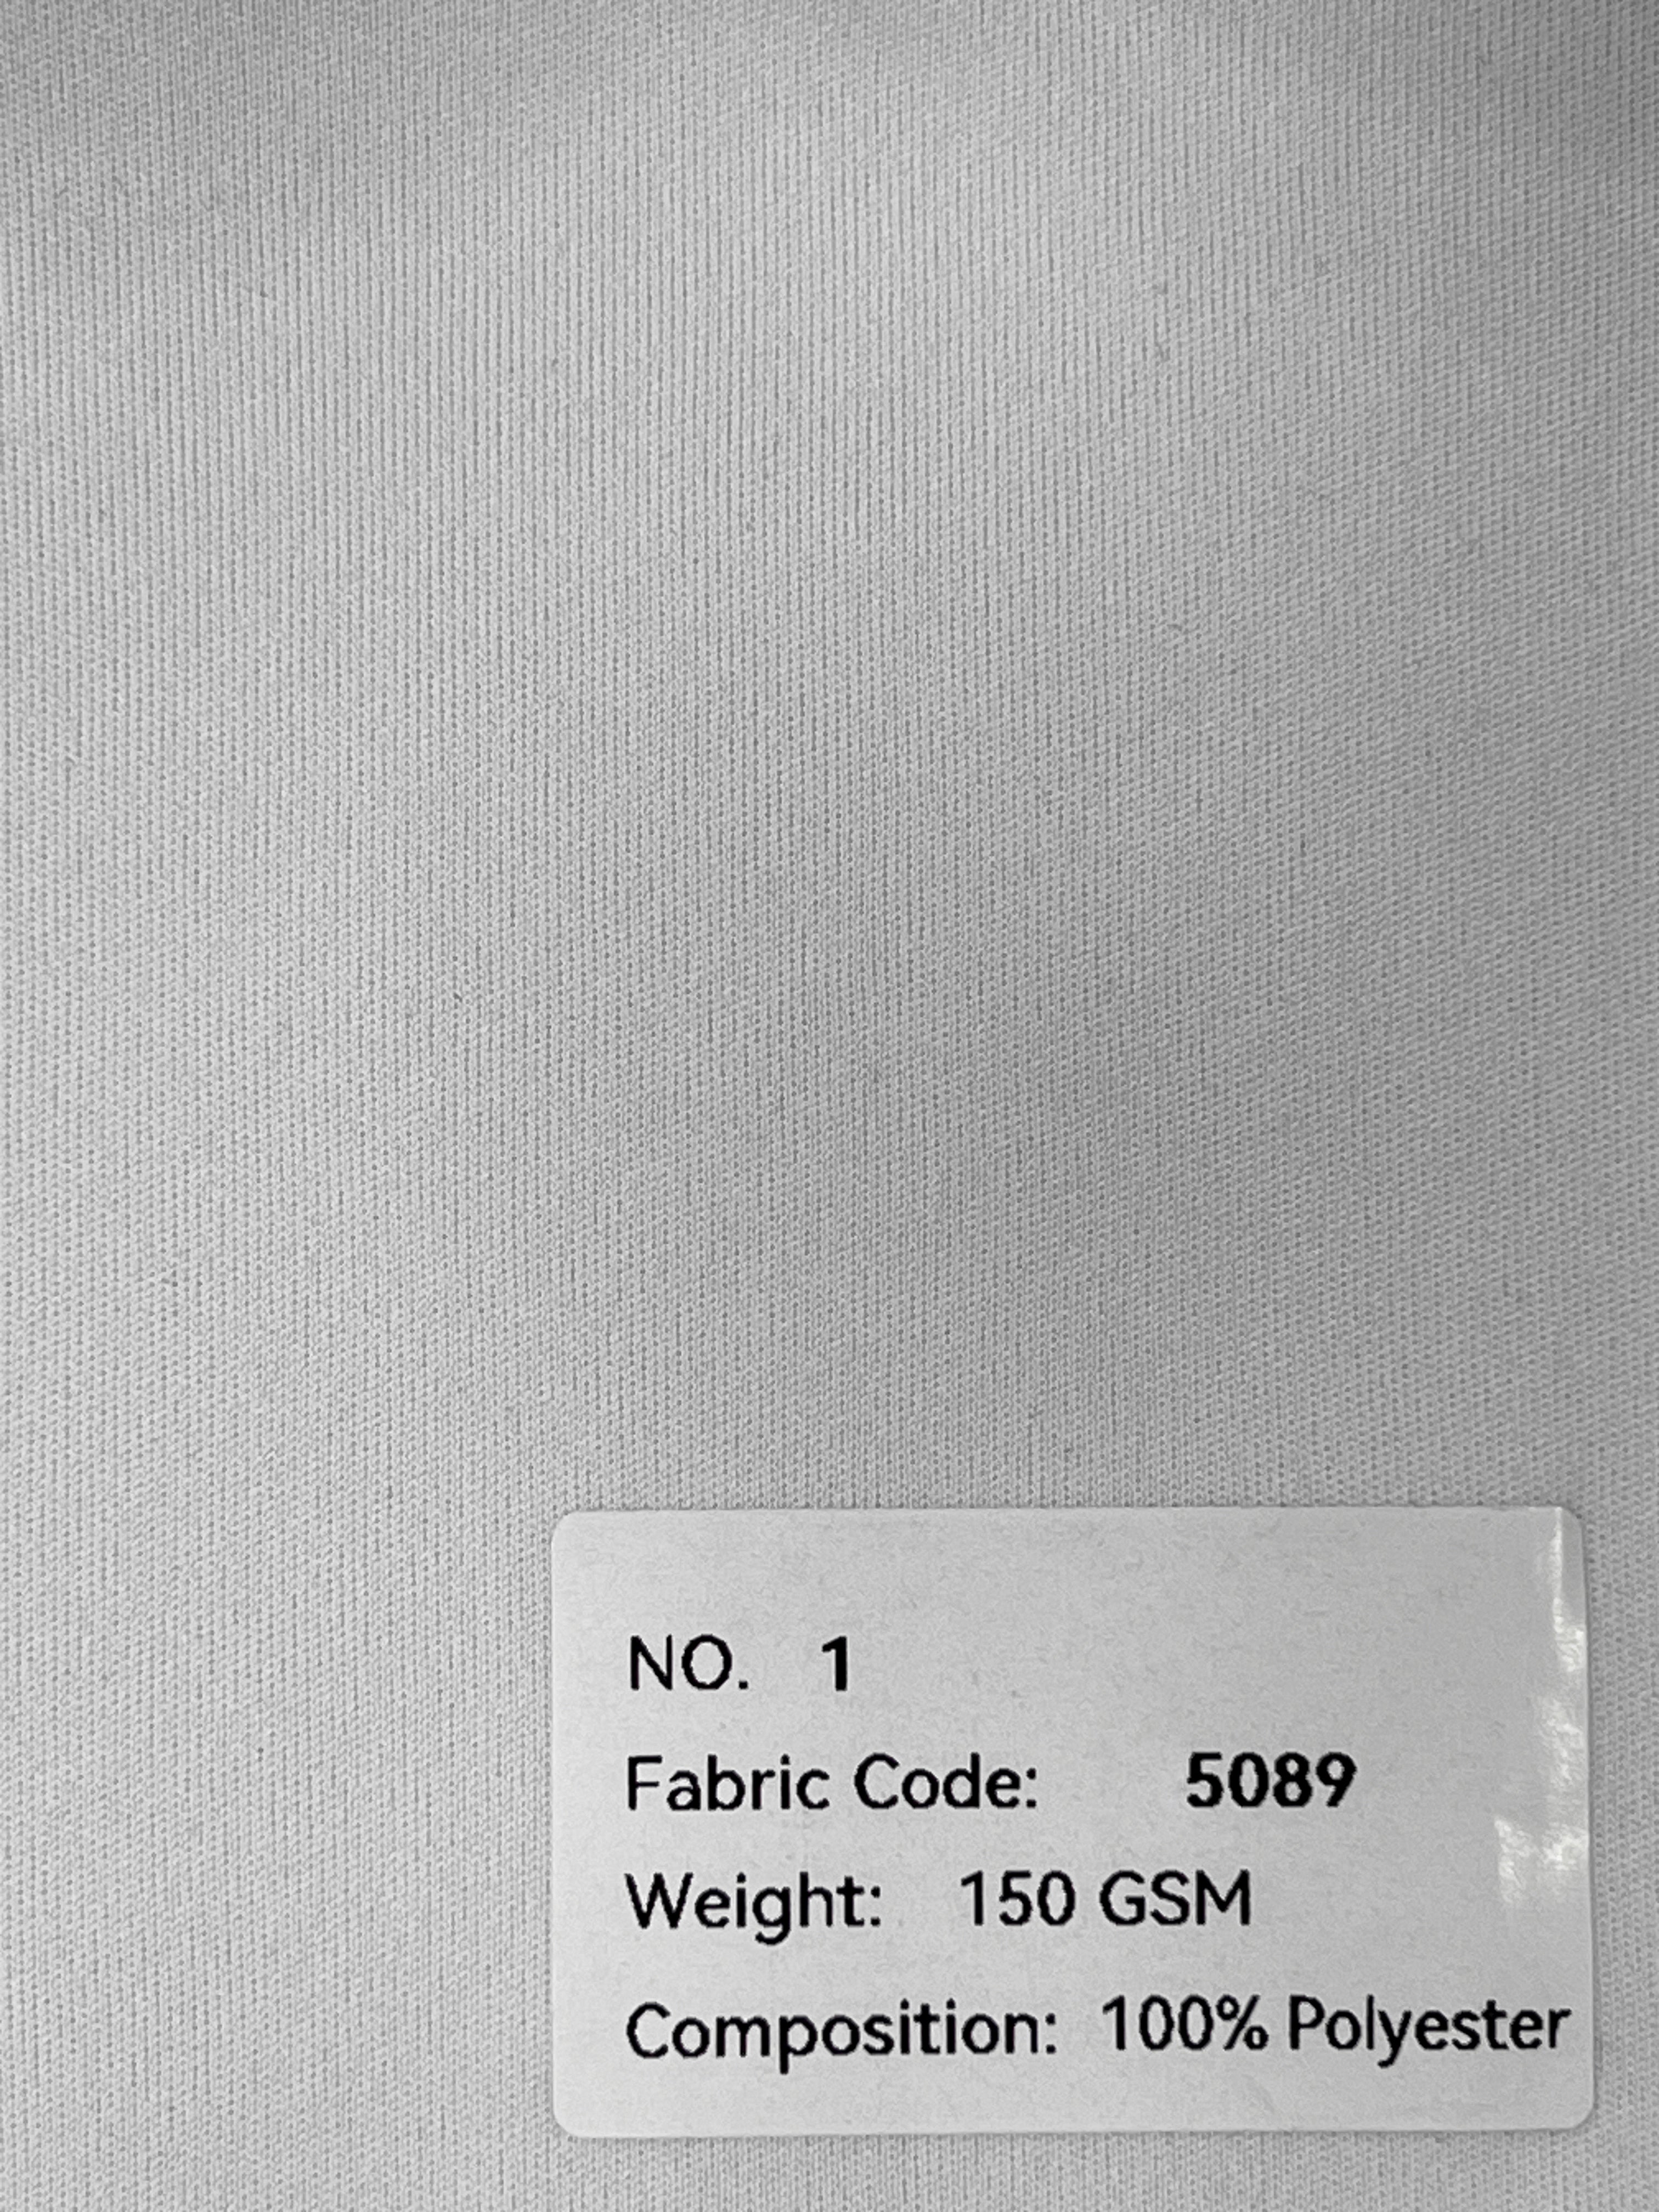 NO. 1
Fabric Code: 5089
Weight: 150 GSM
Composition: 100% Polyester